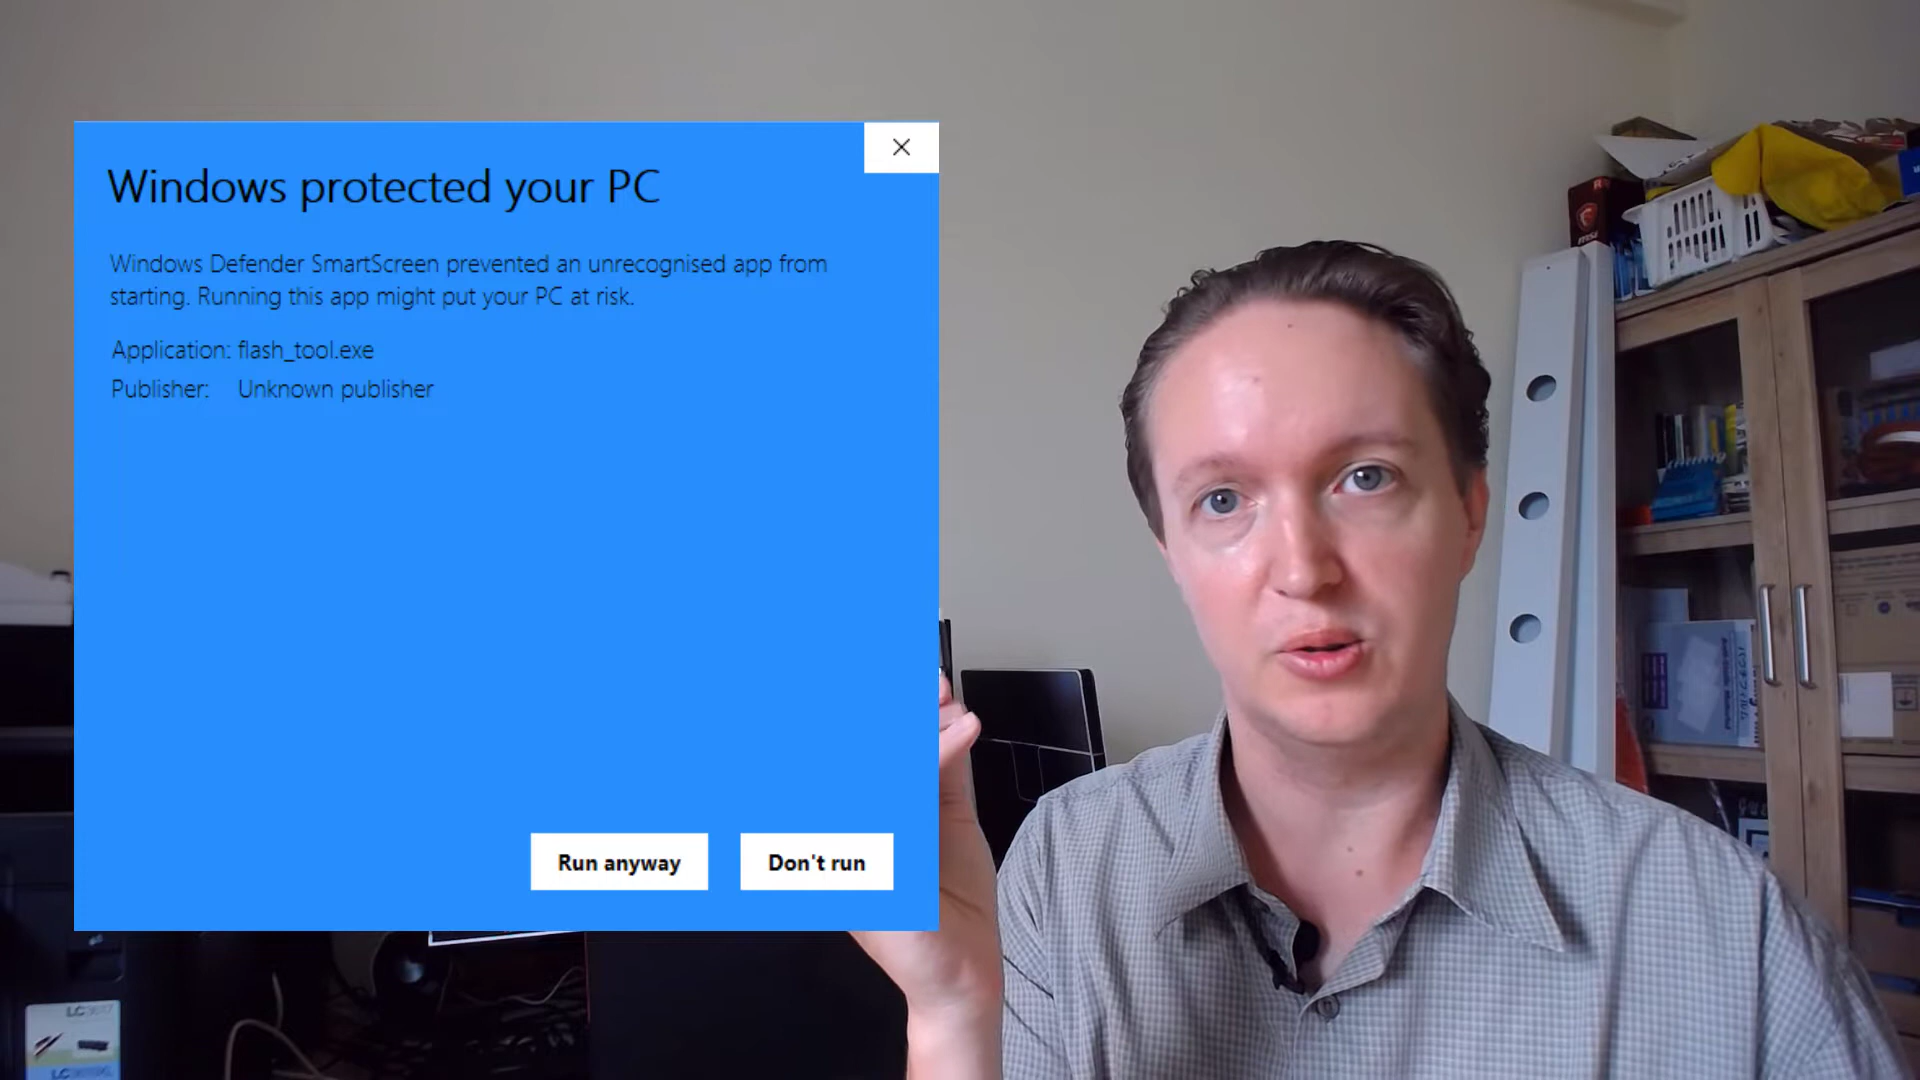 Windows protected your PC
Windows Defender SmartScreen prevented an unrecognised app from
starting. Running this app might put your PC at risk.
Application: flash_tool.exe
Publisher: Unknown publisher
Run anyway
Don't run